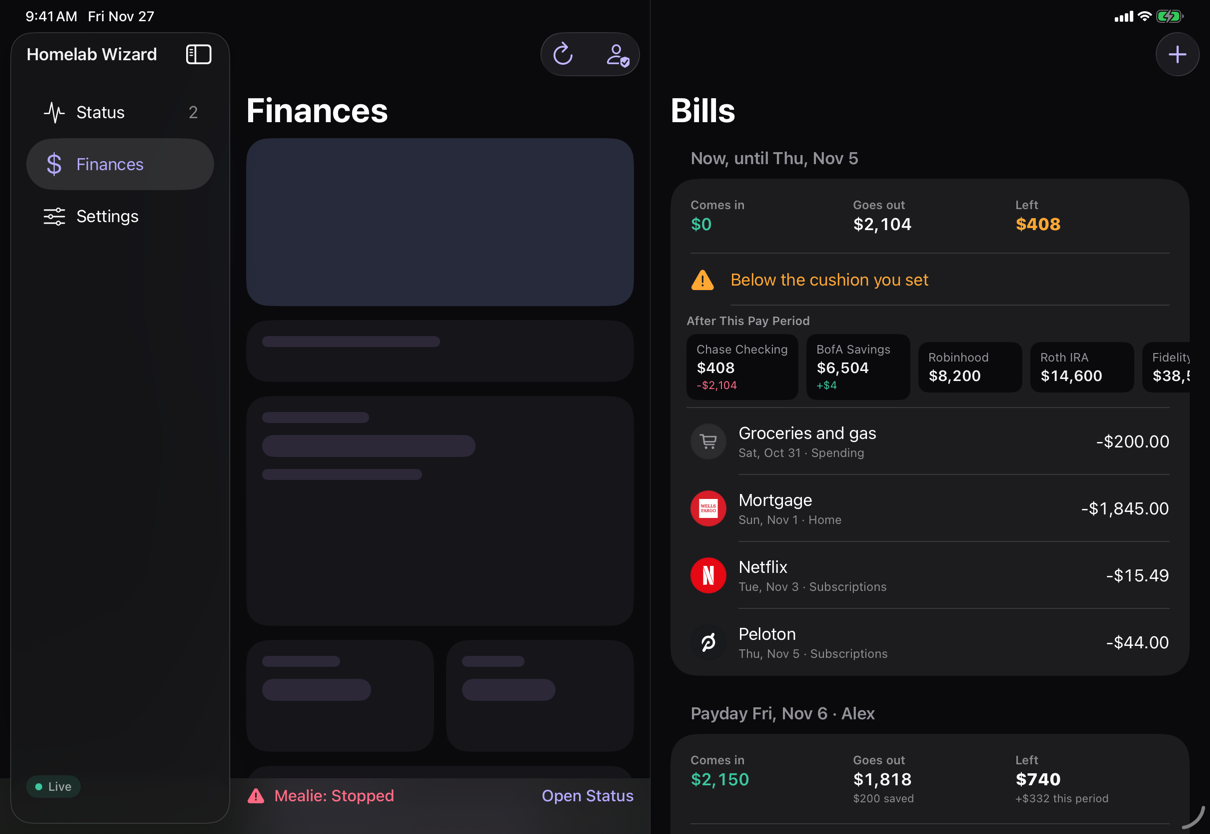 9:41 AM Fri Nov 27
Homelab Wizard
Status 2
Finances
Settings
Live
Finances
Mealie: Stopped
Open Status
Bills
Now, until Thu, Nov 5
Comes in Goes out Left
$0 $2,104 $408
Below the cushion you set
After This Pay Period
Chase Checking
$408
-$2,104
BofA Savings
$6,504
+$4
Robinhood
$8,200
Roth IRA
$14,600
Fidelity
$38,5
Groceries and gas
Sat, Oct 31 · Spending
-$200.00
WELLS
FARGO
Mortgage
Sun, Nov 1 · Home
-$1,845.00
N
Netflix
Tue, Nov 3 · Subscriptions
-$15.49
Peloton
Thu, Nov 5 · Subscriptions
-$44.00
Payday Fri, Nov 6 · Alex
Comes in Goes out Left
$2,150 $1,818 $740
$200 saved +$332 this period